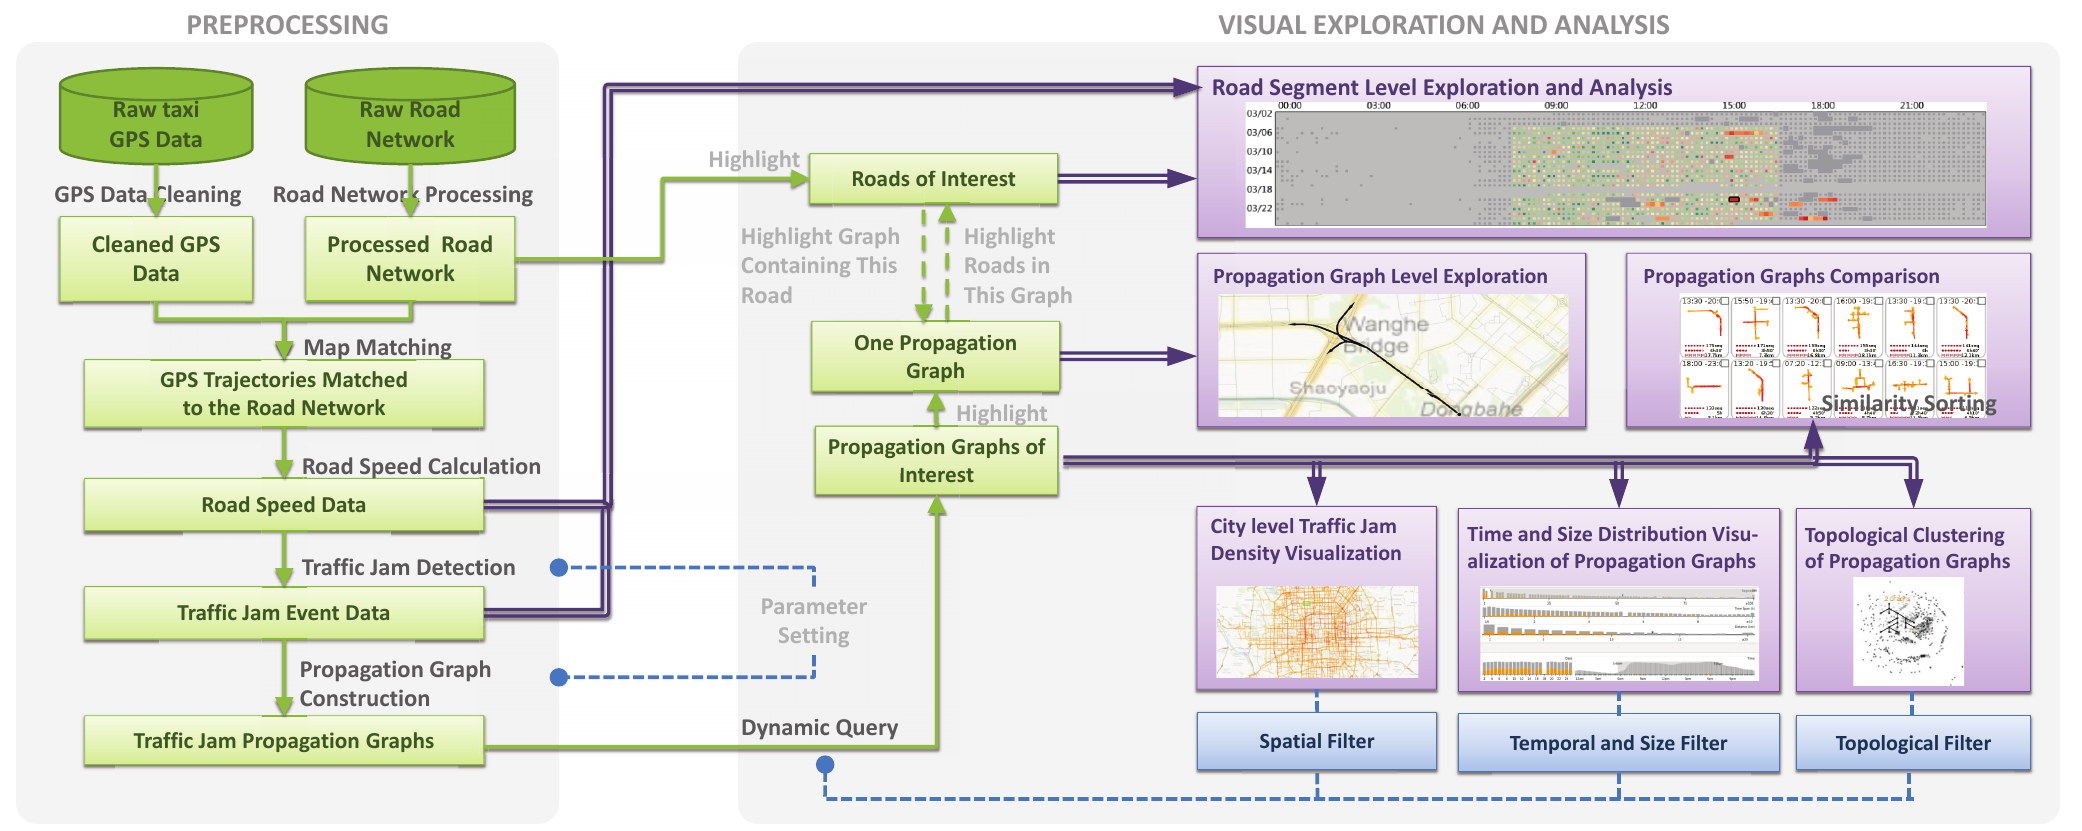 PREPROCESSING
VISUAL EXPLORATION AND ANALYSIS
Raw taxi
GPS Data
Raw Road
Network
GPS Data Cleaning
Road Network Processing
Cleaned GPS
Data
Processed Road
Network
Map Matching
GPS Trajectories Matched
to the Road Network
Road Speed Calculation
Road Speed Data
Traffic Jam Detection
Traffic Jam Event Data
Propagation Graph
Construction
Traffic Jam Propagation Graphs
Parameter
Setting
Dynamic Query
Highlight
Roads of Interest
Highlight Graph
Containing This
Road
Highlight
Roads in
This Graph
One Propagation
Graph
Highlight
Propagation Graphs of
Interest
Road Segment Level Exploration and Analysis
00:00 03:00 06:00 09:00 12:00 15:00 18:00 21:00
03/02
03/06
03/10
03/14
03/18
03/22
Propagation Graph Level Exploration
Wanghe
Bridge
Shaoyaoju
Dongbahe
Propagation Graphs Comparison
Similarity Sorting
City level Traffic Jam
Density Visualization
Time and Size Distribution Visu-
alization of Propagation Graphs
Topological Clustering
of Propagation Graphs
Spatial Filter
Temporal and Size Filter
Topological Filter